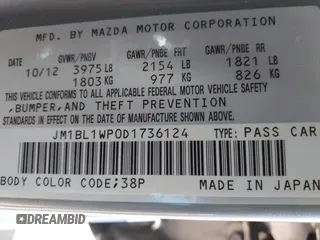 MFD. BY MAZDA MOTOR CORPORATION
GVWR/PNBV GAWR/PNBE FRT GAWR/PNBE RR
10/12 3975LB 2154 LB 1821 LB
1803 KG 977 KG 826 KG
THIS VEHICLE CONFORMS TO ALL APPLICABLE
FEDERAL MOTOR VEHICLE SAFETY,
BUMPER, AND THEFT PREVENTION
STANDARDS IN EFFECT ON THE DATE OF
MANUFACTURE SHOWN ABOVE.
JM1BL1WP0D1736124 TYPE: PASS CAR
BODY COLOR CODE;38P MADE IN JAPAN
DREAMBID